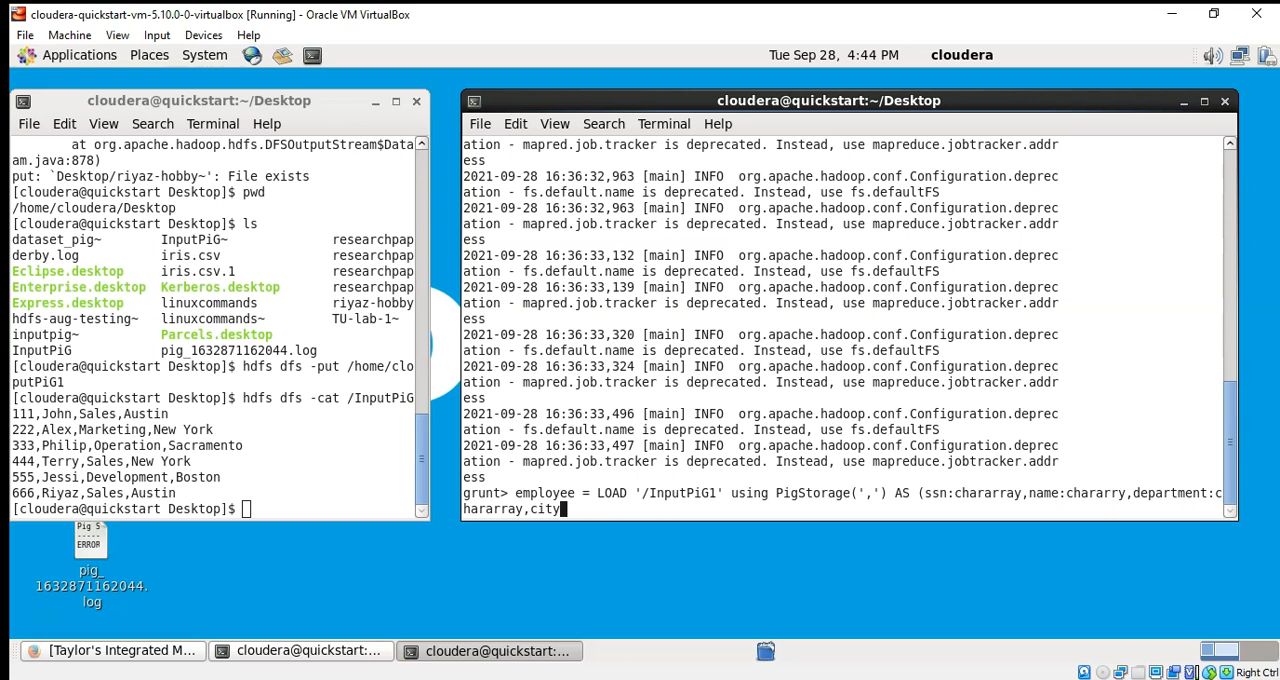 cloudera-quickstart-vm-5.10.0-0-virtualbox [Running] - Oracle VM VirtualBox
File Machine View Input Devices Help
Applications Places System Tue Sep 28, 4:44 PM cloudera
cloudera@quickstart:~/Desktop
File Edit View Search Terminal Help
at org.apache.hadoop.hdfs.DFSOutputStream$Data
am.java:878)
put: `Desktop/riyaz-hobby~': File exists
[cloudera@quickstart Desktop]$ pwd
/home/cloudera/Desktop
[cloudera@quickstart Desktop]$ ls
dataset_pig~ InputPiG~ researchpap
derby.log iris.csv researchpap
Eclipse.desktop iris.csv.1 researchpap
Enterprise.desktop Kerberos.desktop researchpap
Express.desktop linuxcommands riyaz-hobby
hdfs-aug-testing~ linuxcommands~ TU-lab-1~
inputpig~ Parcels.desktop
InputPiG pig_1632871162044.log
[cloudera@quickstart Desktop]$ hdfs dfs -put /home/clo
putPiG1
[cloudera@quickstart Desktop]$ hdfs dfs -cat /InputPiG
111,John,Sales,Austin
222,Alex,Marketing,New York
333,Philip,Operation,Sacramento
444,Terry,Sales,New York
555,Jessi,Development,Boston
666,Riyaz,Sales,Austin
[cloudera@quickstart Desktop]$
cloudera@quickstart:~/Desktop
File Edit View Search Terminal Help
ation - mapred.job.tracker is deprecated. Instead, use mapreduce.jobtracker.addr
ess
2021-09-28 16:36:32,963 [main] INFO org.apache.hadoop.conf.Configuration.deprec
ation - fs.default.name is deprecated. Instead, use fs.defaultFS
2021-09-28 16:36:32,963 [main] INFO org.apache.hadoop.conf.Configuration.deprec
ation - mapred.job.tracker is deprecated. Instead, use mapreduce.jobtracker.addr
ess
2021-09-28 16:36:33,132 [main] INFO org.apache.hadoop.conf.Configuration.deprec
ation - fs.default.name is deprecated. Instead, use fs.defaultFS
2021-09-28 16:36:33,139 [main] INFO org.apache.hadoop.conf.Configuration.deprec
ation - mapred.job.tracker is deprecated. Instead, use mapreduce.jobtracker.addr
ess
2021-09-28 16:36:33,320 [main] INFO org.apache.hadoop.conf.Configuration.deprec
ation - fs.default.name is deprecated. Instead, use fs.defaultFS
2021-09-28 16:36:33,324 [main] INFO org.apache.hadoop.conf.Configuration.deprec
ation - mapred.job.tracker is deprecated. Instead, use mapreduce.jobtracker.addr
ess
2021-09-28 16:36:33,496 [main] INFO org.apache.hadoop.conf.Configuration.deprec
ation - fs.default.name is deprecated. Instead, use fs.defaultFS
2021-09-28 16:36:33,497 [main] INFO org.apache.hadoop.conf.Configuration.deprec
ation - mapred.job.tracker is deprecated. Instead, use mapreduce.jobtracker.addr
ess
grunt> employee = LOAD '/InputPiG1' using PigStorage(',') AS (ssn:chararray,name:chararry,department:c
hararray,city
Pig S
-----
ERROR
pig_
1632871162044.
log
[Taylor's Integrated M... cloudera@quickstart:... cloudera@quickstart:...
Right Ctrl